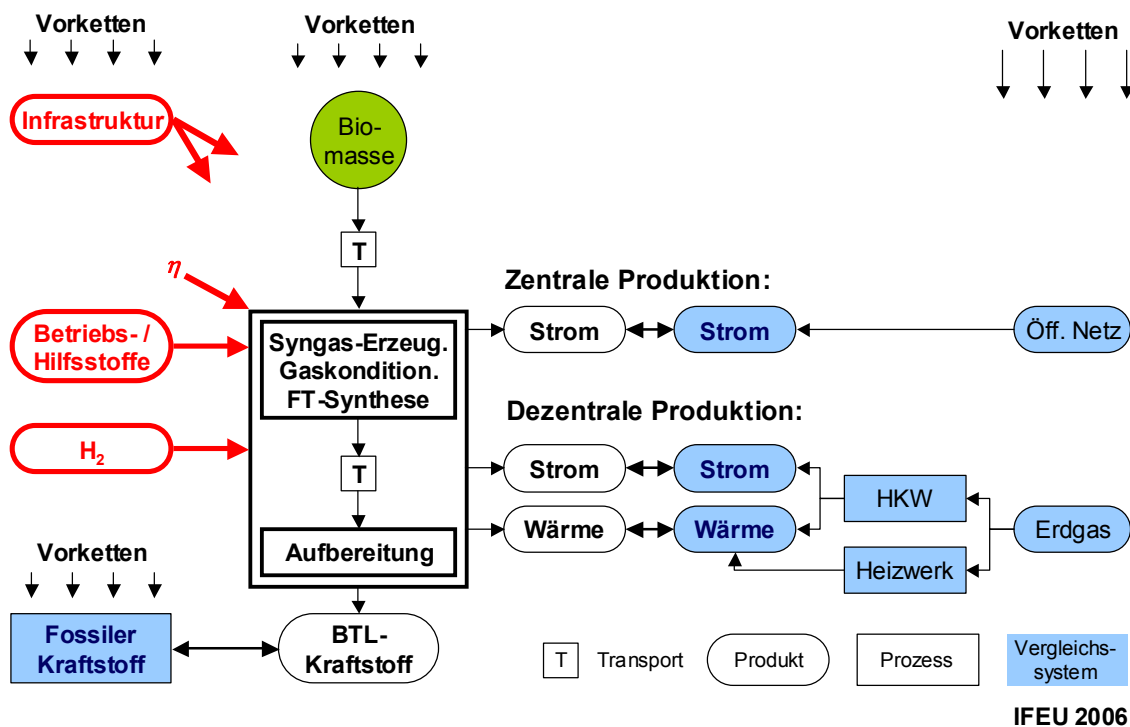 Vorketten
Vorketten
Vorketten
Infrastruktur
Bio-
masse
T
η
Zentrale Produktion:
Betriebs- /
Hilfsstoffe
Syngas-Erzeug.
Gaskondition.
FT-Synthese
Strom
Strom
Öff. Netz
Dezentrale Produktion:
H₂
T
Strom
Strom
HKW
Wärme
Wärme
Erdgas
Aufbereitung
Heizwerk
Vorketten
Fossiler
Kraftstoff
BTL-
Kraftstoff
T
Transport
Produkt
Prozess
Vergleichs-
system
IFEU 2006